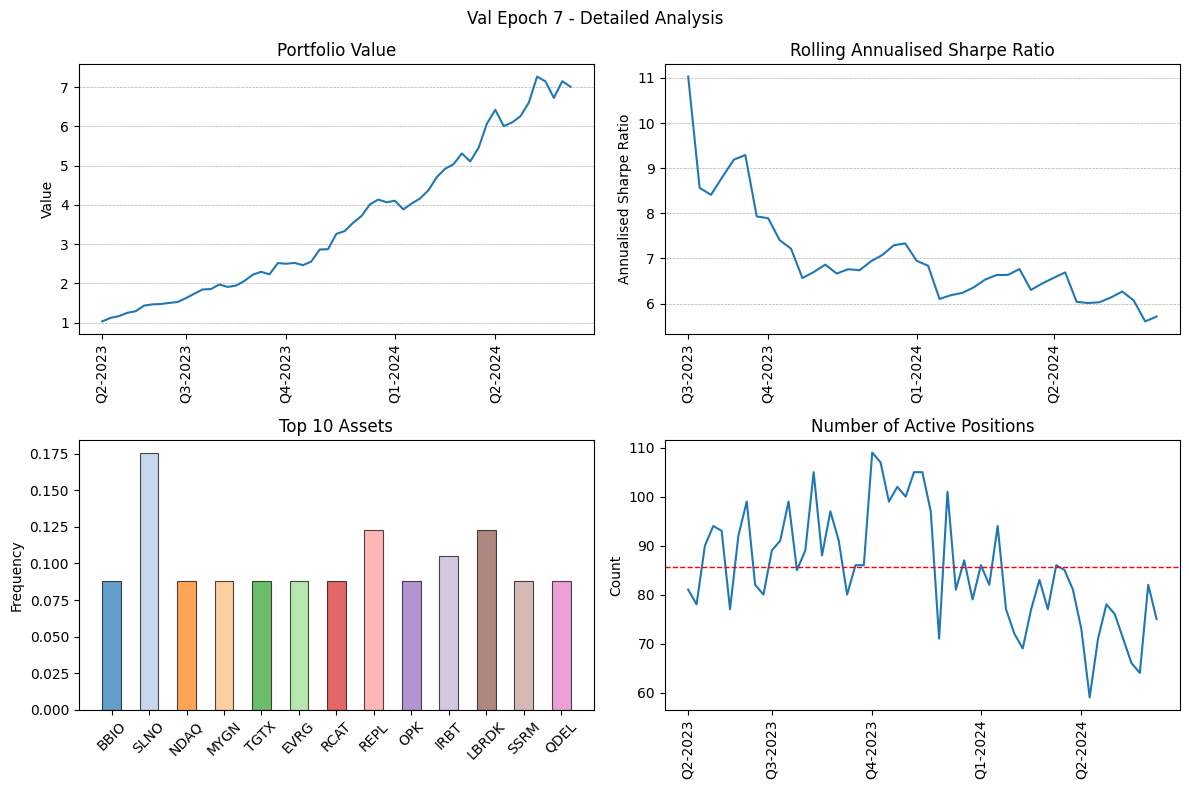 Val Epoch 7 - Detailed Analysis
Portfolio Value
Value
7
6
5
4
3
2
1
Q2-2023
Q3-2023
Q4-2023
Q1-2024
Q2-2024
Rolling Annualised Sharpe Ratio
Annualised Sharpe Ratio
11
10
9
8
7
6
Q3-2023
Q4-2023
Q1-2024
Q2-2024
Top 10 Assets
Frequency
0.175
0.150
0.125
0.100
0.075
0.050
0.025
0.000
BBIO
SLNO
NDAQ
MYGN
TGTX
EVRG
RCAT
REPL
OPK
IRBT
LBRDK
SSRM
QDEL
Number of Active Positions
Count
110
100
90
80
70
60
Q2-2023
Q3-2023
Q4-2023
Q1-2024
Q2-2024